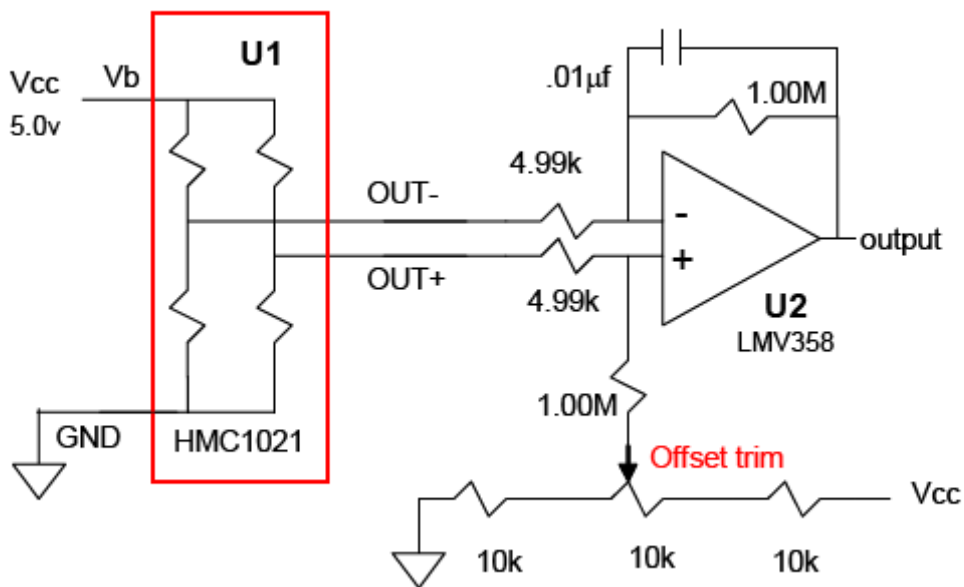 U1
Vcc
5.0v
Vb
.01µf
1.00M
4.99k
OUT-
-
output
+
OUT+
4.99k
U2
LMV358
1.00M
GND
HMC1021
Offset trim
Vcc
10k
10k
10k